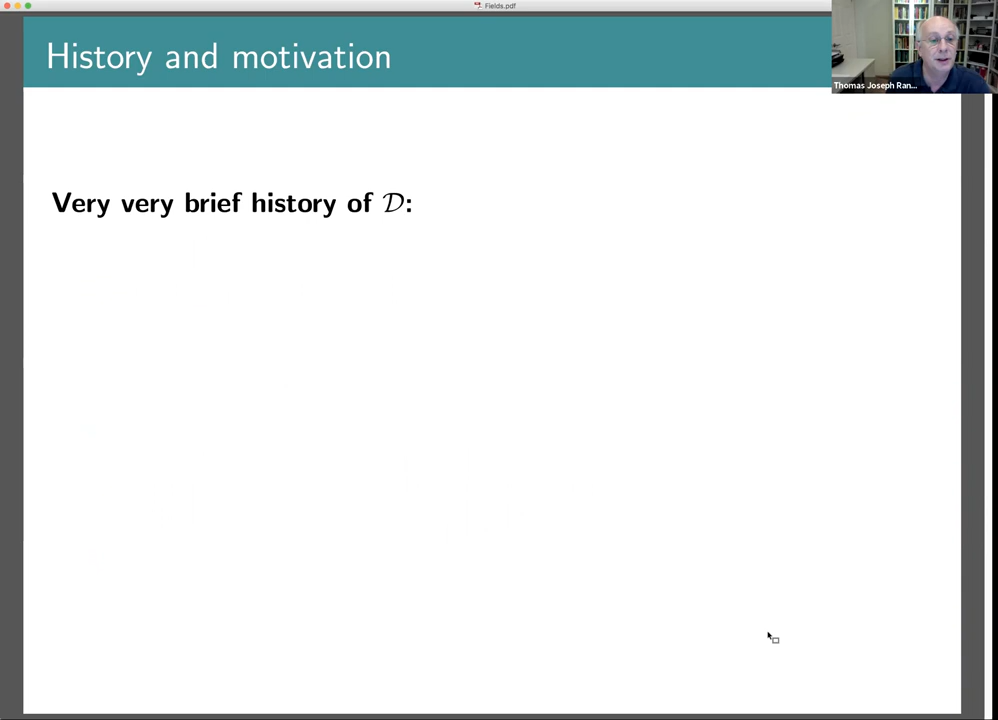 Fields.pdf
History and motivation
Thomas Joseph Ran...
Very very brief history of 𝒟: